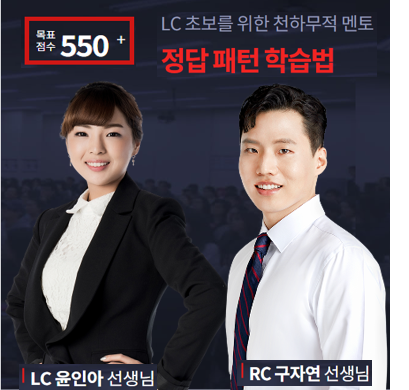 목표
점수 550 +
LC 초보를 위한 천하무적 멘토
정답 패턴 학습법
LC 윤인아 선생님
RC 구자연 선생님